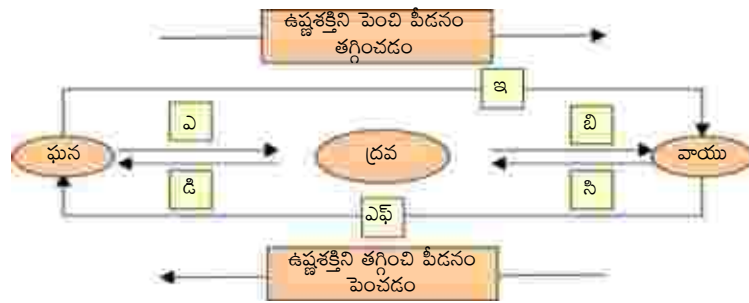 ఉష్ణశక్తిని పెంచి పీడనం
తగ్గించడం
ఇ
ఎ
బి
ఘన
ద్రవ
వాయు
డి
సి
ఎఫ్
ఉష్ణశక్తిని తగ్గించి పీడనం
పెంచడం